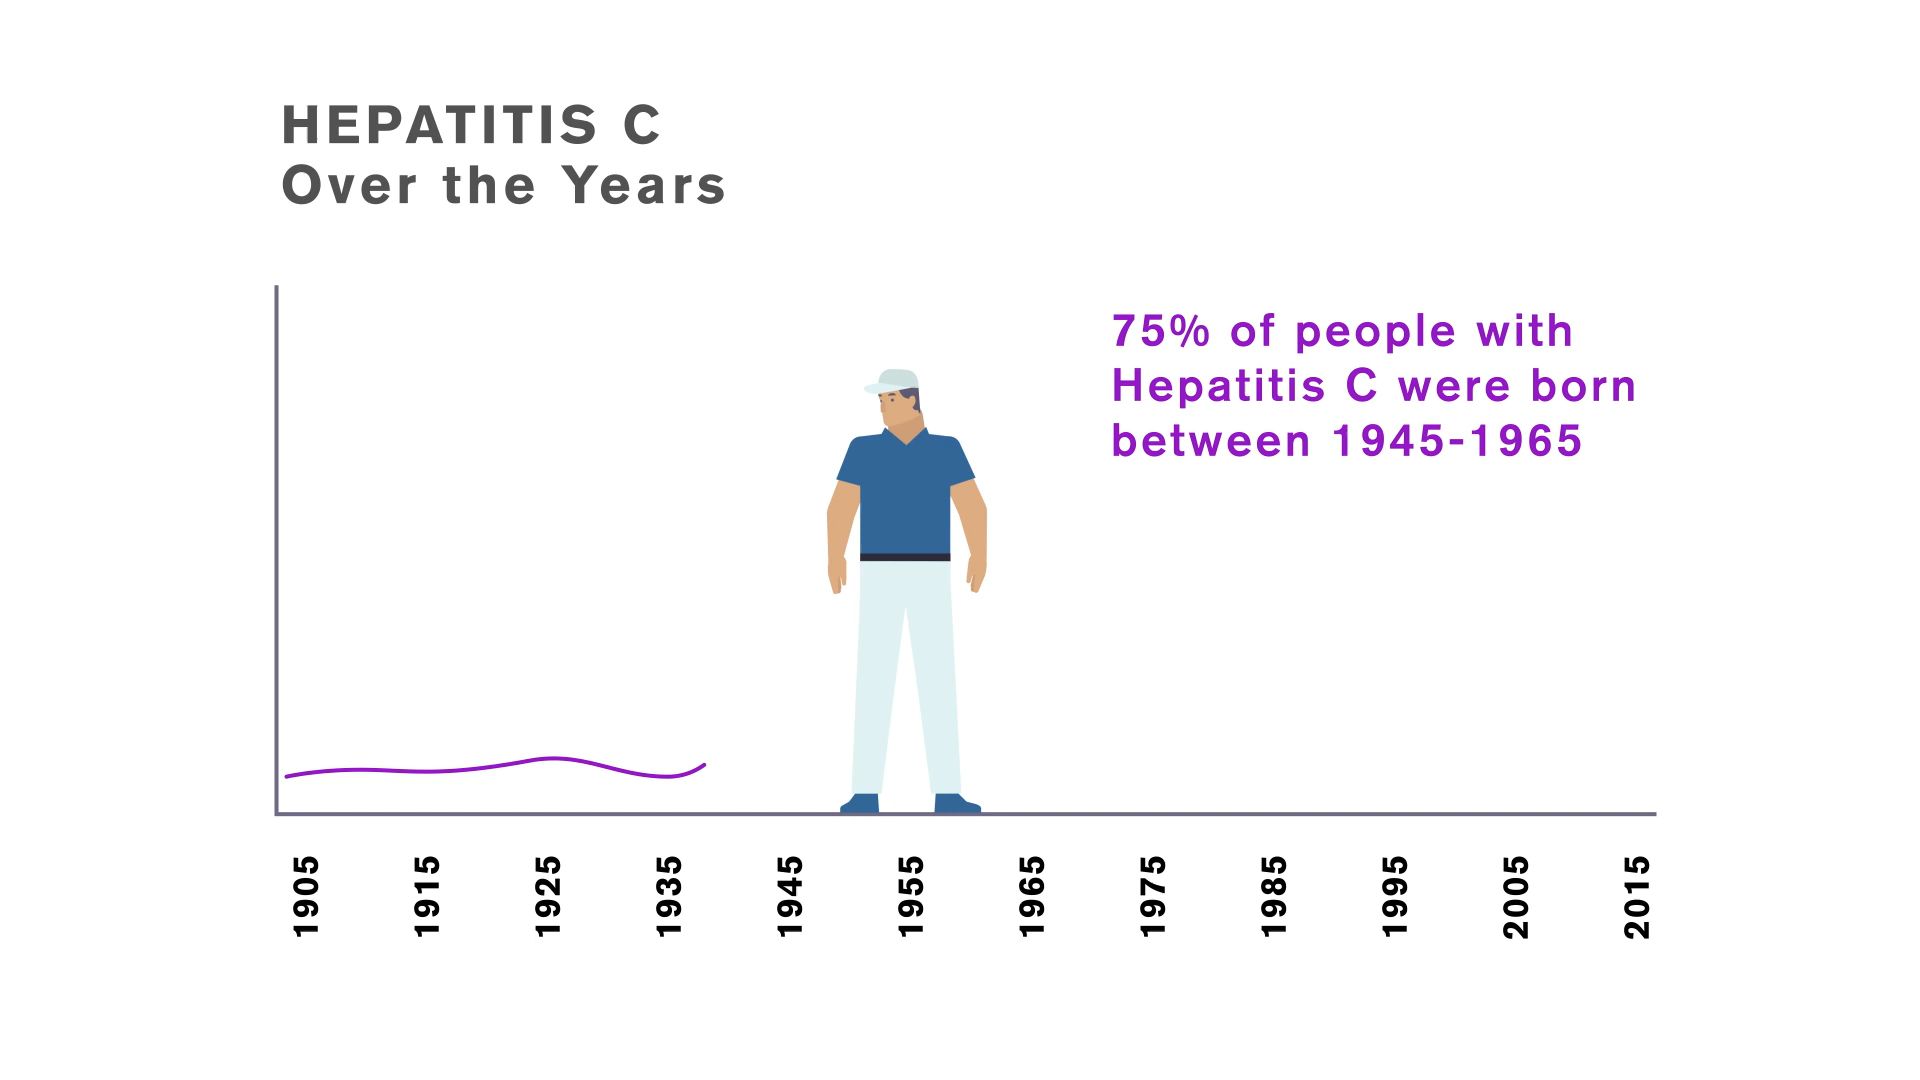 HEPATITIS C
Over the Years
75% of people with
Hepatitis C were born
between 1945-1965
1905
1915
1925
1935
1945
1955
1965
1975
1985
1995
2005
2015